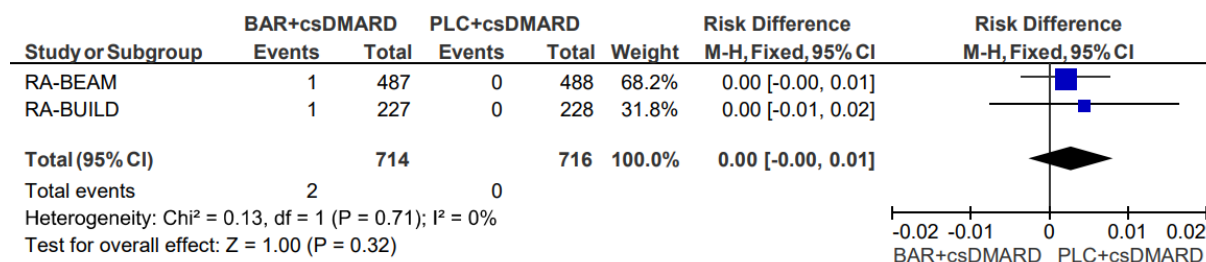 BAR+csDMARD PLC+csDMARD Risk Difference Risk Difference
Study or Subgroup Events Total Events Total Weight M-H, Fixed, 95% CI M-H, Fixed, 95% CI
RA-BEAM 1 487 0 488 68.2% 0.00 [-0.00, 0.01]
RA-BUILD 1 227 0 228 31.8% 0.00 [-0.01, 0.02]
Total (95% CI) 714 716 100.0% 0.00 [-0.00, 0.01]
Total events 2 0
Heterogeneity: Chi² = 0.13, df = 1 (P = 0.71); I² = 0%
Test for overall effect: Z = 1.00 (P = 0.32)
-0.02 -0.01 0 0.01 0.02
BAR+csDMARD PLC+csDMARD